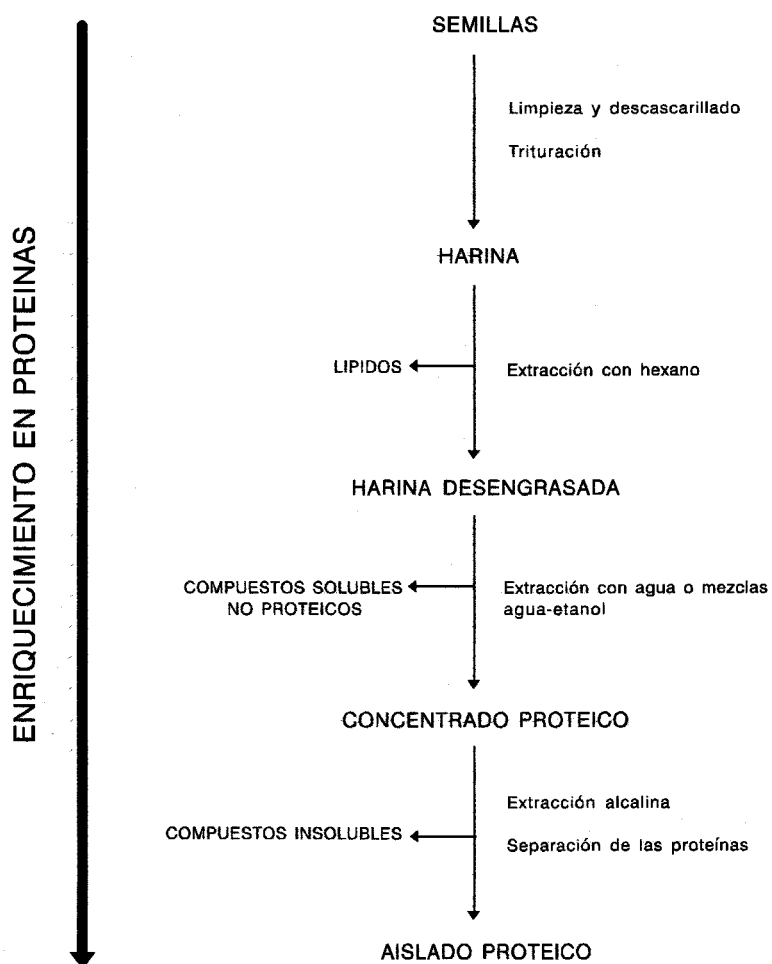 ENRIQUECIMIENTO EN PROTEINAS
SEMILLAS
Limpieza y descascarillado
Trituración
HARINA
LIPIDOS
Extracción con hexano
HARINA DESENGRASADA
COMPUESTOS SOLUBLES
NO PROTEICOS
Extracción con agua o mezclas
agua-etanol
CONCENTRADO PROTEICO
Extracción alcalina
COMPUESTOS INSOLUBLES
Separación de las proteínas
AISLADO PROTEICO